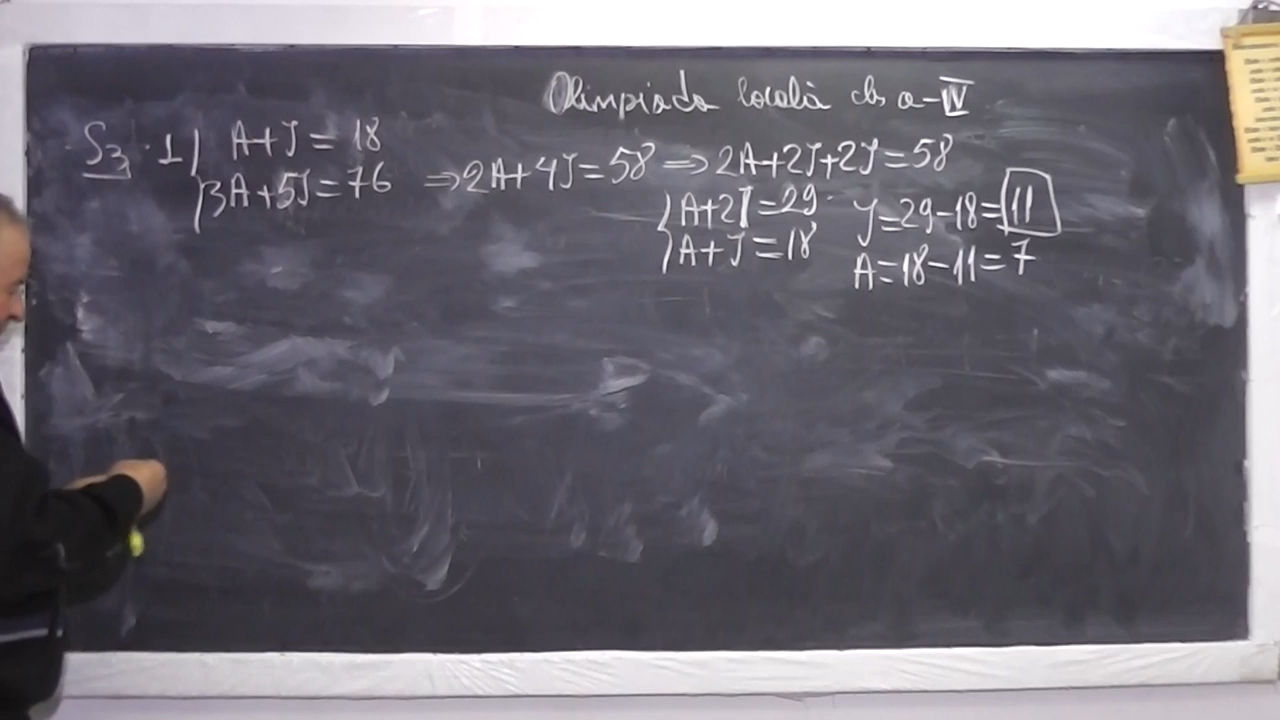 Olimpiada locală cls a-IV
S3 . 1) A+J=18
3A+5J=76 ⇒2A+4J=58 ⇒2A+2J+2J=58
A+2J=29 J=29-18=11
A+J=18 A=18-11=7